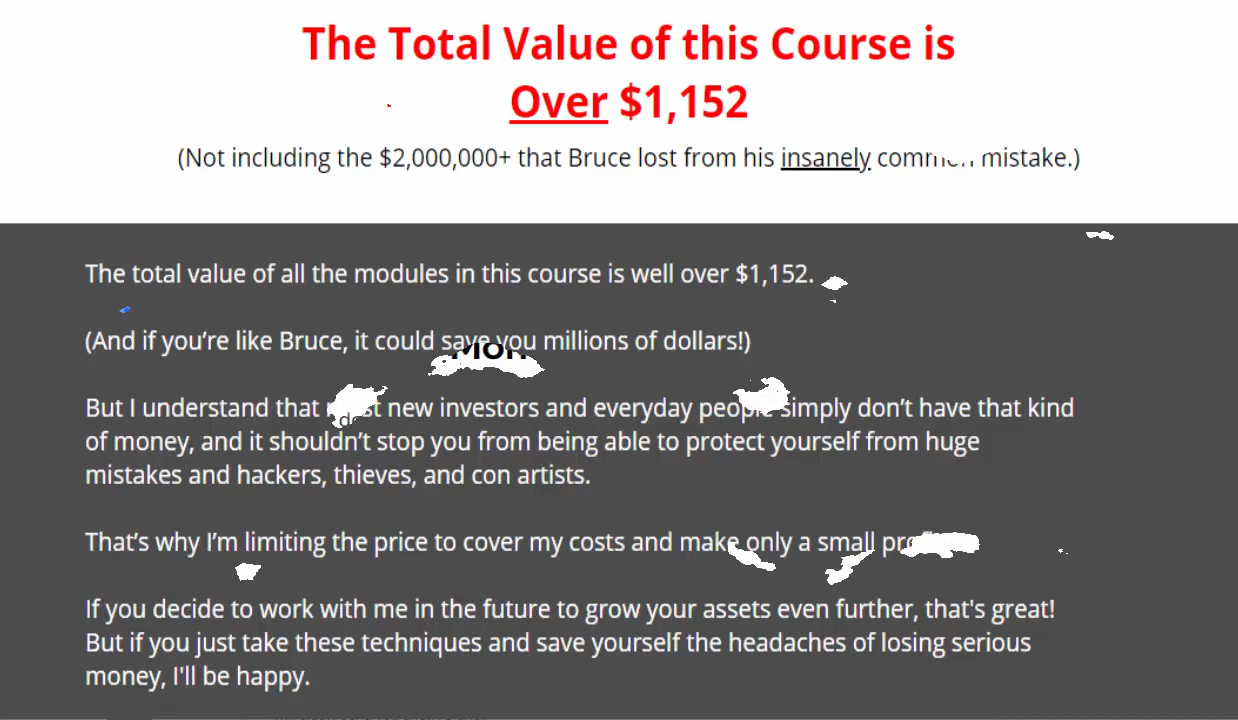 The Total Value of this Course is
Over $1,152
(Not including the $2,000,000+ that Bruce lost from his insanely common mistake.)
The total value of all the modules in this course is well over $1,152.
(And if you're like Bruce, it could save you millions of dollars!)
But I understand that most new investors and everyday people simply don't have that kind
of money, and it shouldn't stop you from being able to protect yourself from huge
mistakes and hackers, thieves, and con artists.
That's why I'm limiting the price to cover my costs and make only a small
If you decide to work with me in the future to grow your assets even further, that's great!
But if you just take these techniques and save yourself the headaches of losing serious
money, I'll be happy.